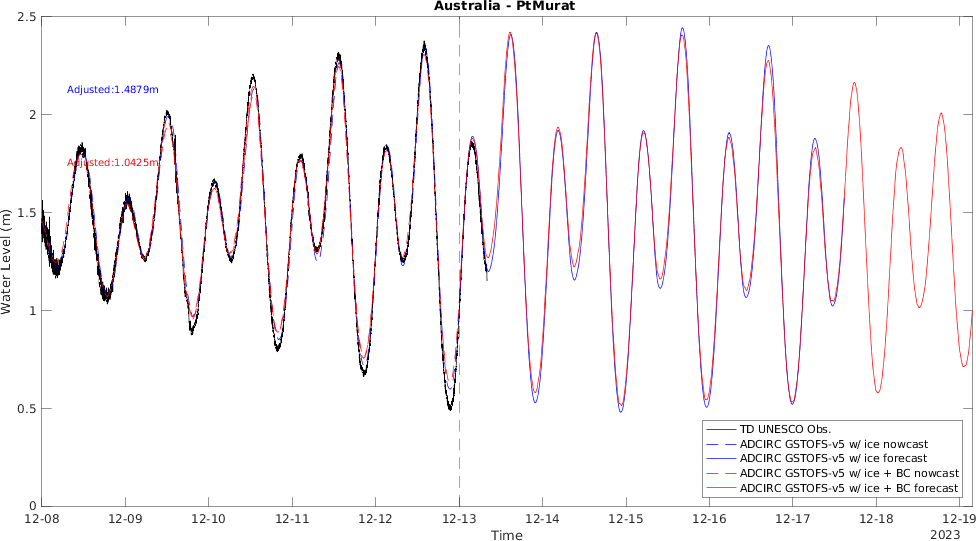 Australia - PtMurat
2.5
2
1.5
1
0.5
0
Water Level (m)
Adjusted:1.4879m
Adjusted:1.0425m
TD UNESCO Obs.
ADCIRC GSTOFS-v5 w/ ice nowcast
ADCIRC GSTOFS-v5 w/ ice forecast
ADCIRC GSTOFS-v5 w/ ice + BC nowcast
ADCIRC GSTOFS-v5 w/ ice + BC forecast
12-08 12-09 12-10 12-11 12-12 12-13 12-14 12-15 12-16 12-17 12-18 12-19
Time
2023